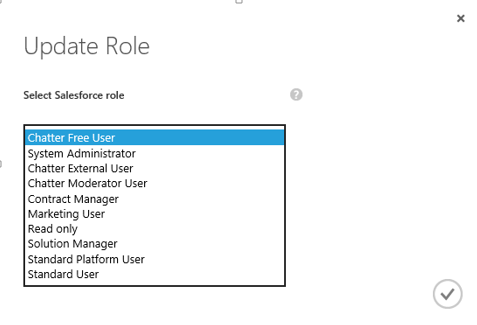 Update Role
Select Salesforce role
?
Chatter Free User
System Administrator
Chatter External User
Chatter Moderator User
Contract Manager
Marketing User
Read only
Solution Manager
Standard Platform User
Standard User